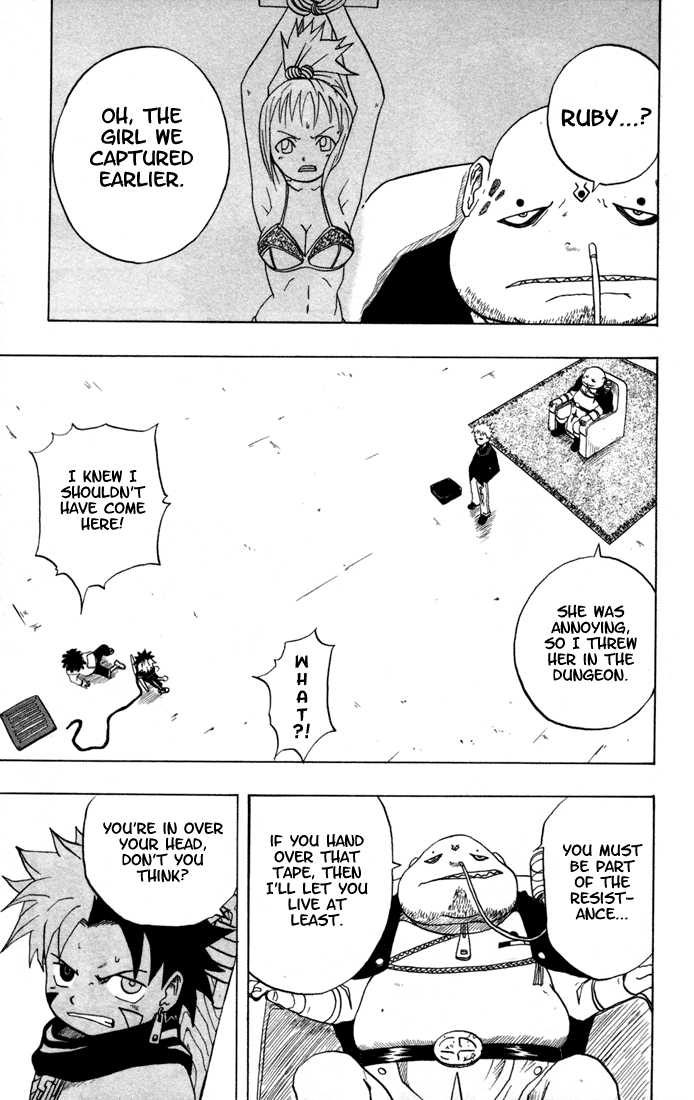 RUBY...?
OH, THE
GIRL WE
CAPTURED
EARLIER.
SHE WAS
ANNOYING,
SO I THREW
HER IN THE
DUNGEON.
WHAT?!
I KNEW I
SHOULDN'T
HAVE COME
HERE!
YOU MUST
BE PART
OF THE
RESIST-
ANCE...
IF YOU HAND
OVER THAT
TAPE, THEN
I'LL LET YOU
LIVE AT
LEAST.
YOU'RE IN OVER
YOUR HEAD,
DON'T YOU
THINK?